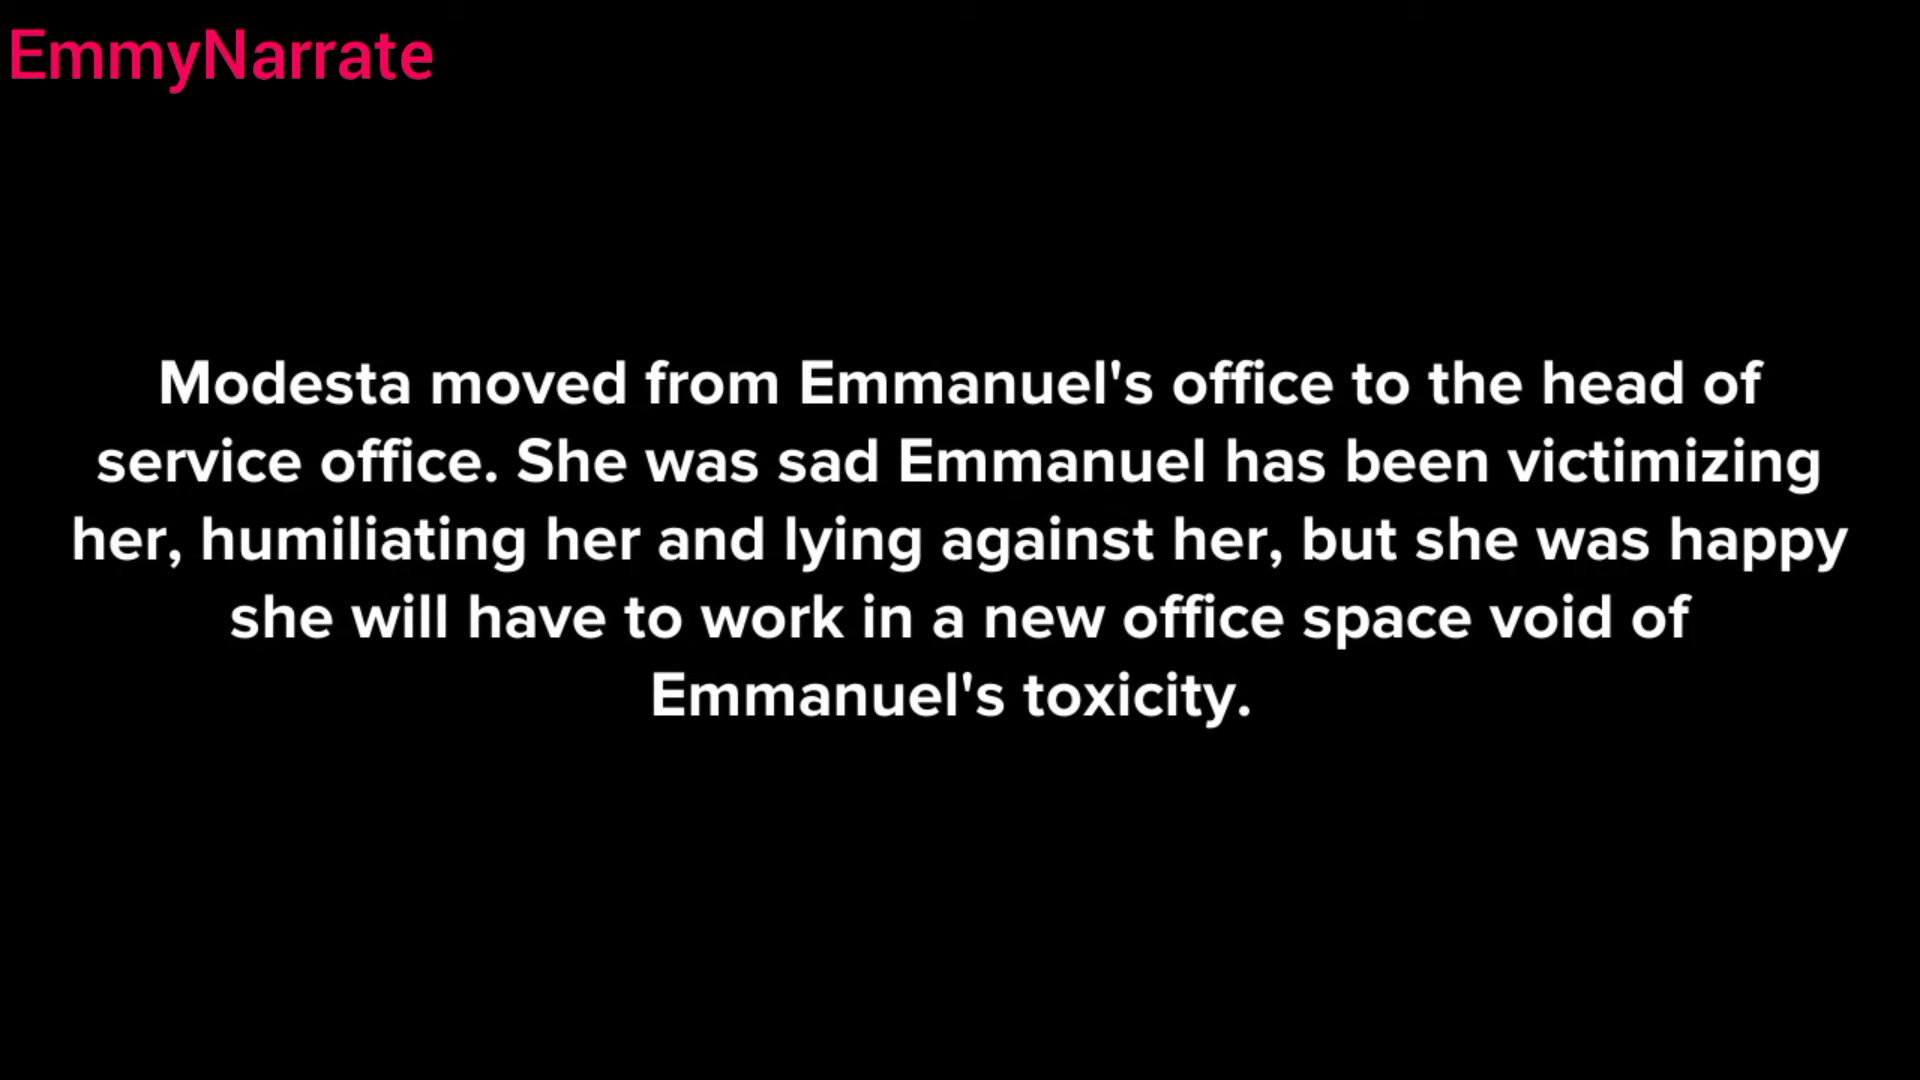 EmmyNarrate
Modesta moved from Emmanuel's office to the head of
service office. She was sad Emmanuel has been victimizing
her, humiliating her and lying against her, but she was happy
she will have to work in a new office space void of
Emmanuel's toxicity.